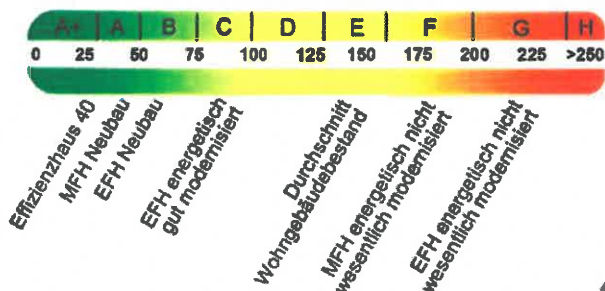 A+ A B C D E F G H
0 25 50 75 100 125 150 175 200 225 >250
Effizienzhaus 40
MFH Neubau
EFH Neubau
EFH energetisch
gut modernisiert
Durchschnitt
Wohngebäudebestand
MFH energetisch nicht
wesentlich modernisiert
EFH energetisch nicht
wesentlich modernisiert